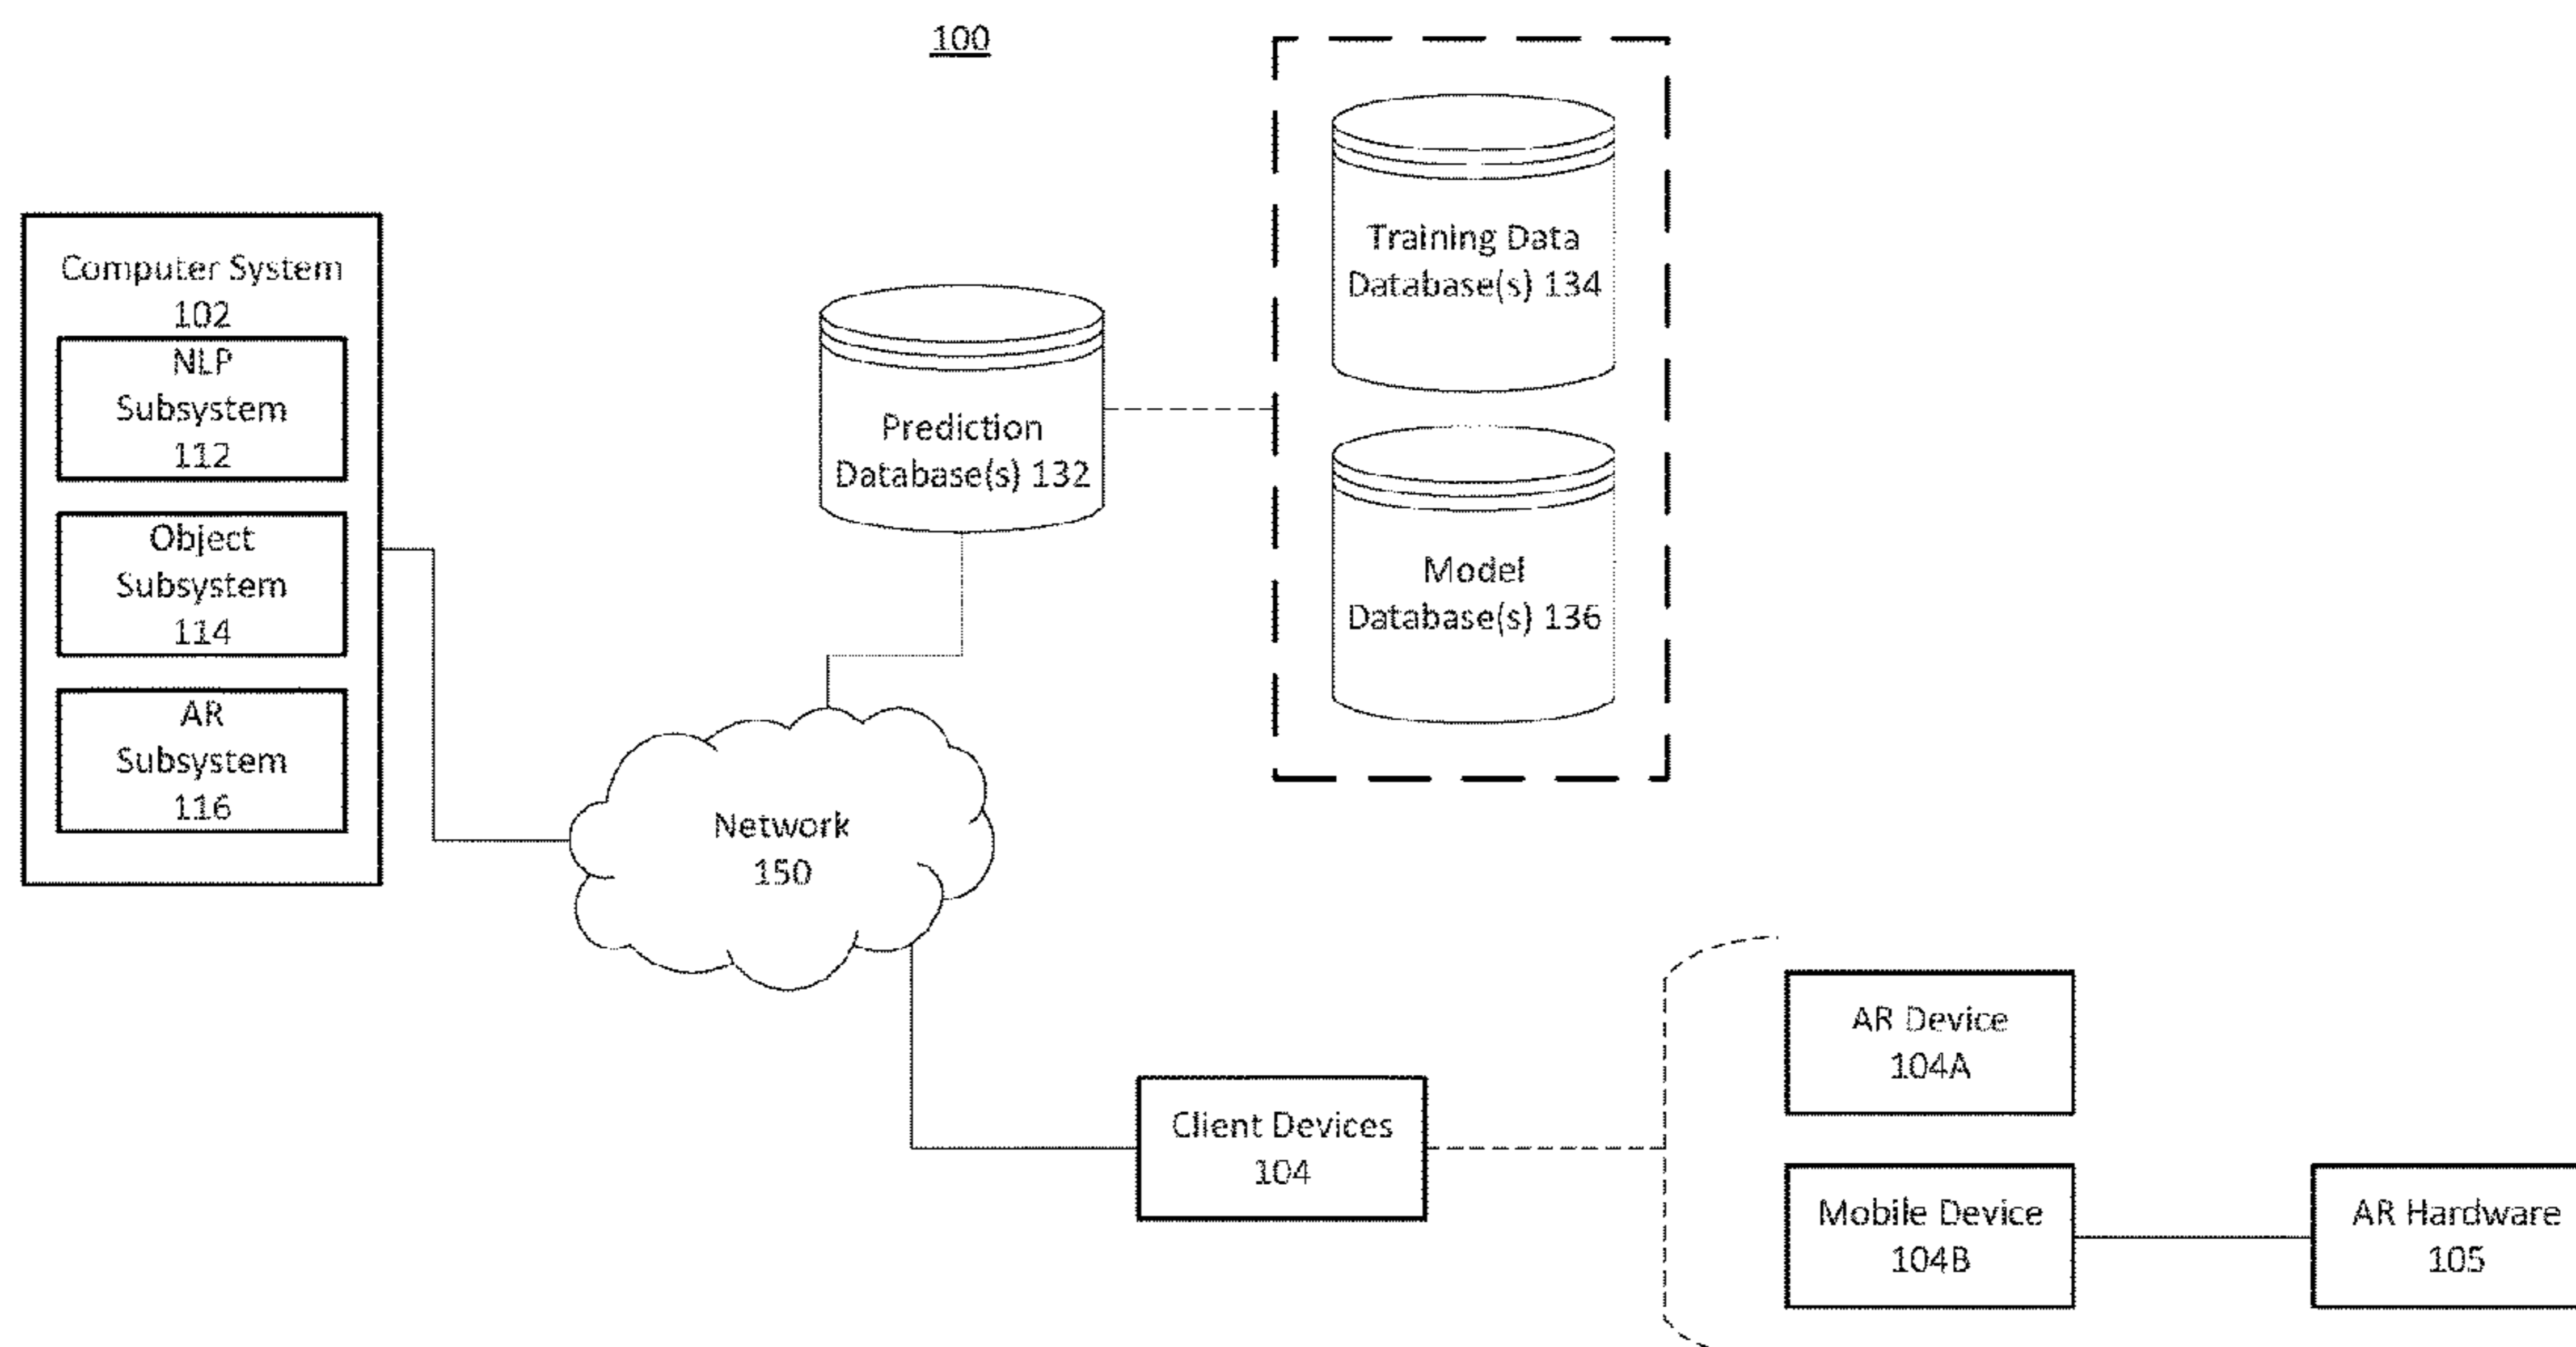 100
Computer System
102
NLP
Subsystem
112
Object
Subsystem
114
AR
Subsystem
116
Prediction
Database(s) 132
Training Data
Database(s) 134
Model
Database(s) 136
Network
150
Client Devices
104
AR Device
104A
Mobile Device
104B
AR Hardware
105